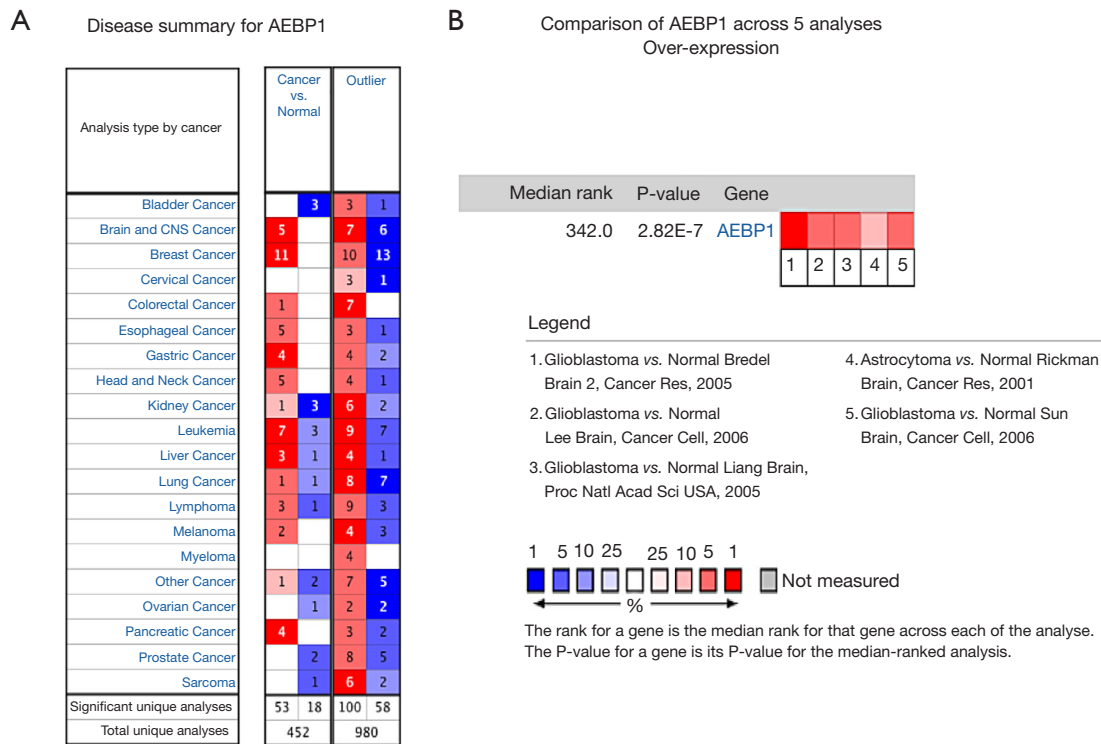 A
Disease summary for AEBP1
Analysis type by cancer
Cancer
vs.
Normal
Outlier
Bladder Cancer 3 3 1
Brain and CNS Cancer 5 7 6
Breast Cancer 11 10 13
Cervical Cancer 3 1
Colorectal Cancer 1 7
Esophageal Cancer 5 3 1
Gastric Cancer 4 4 2
Head and Neck Cancer 5 4 1
Kidney Cancer 1 3 6 2
Leukemia 7 3 9 7
Liver Cancer 3 1 4 1
Lung Cancer 1 1 8 7
Lymphoma 3 1 9 3
Melanoma 2 4 3
Myeloma 4
Other Cancer 1 2 7 5
Ovarian Cancer 1 2 2
Pancreatic Cancer 4 3 2
Prostate Cancer 2 8 5
Sarcoma 1 6 2
Significant unique analyses 53 18 100 58
Total unique analyses 452 980
B
Comparison of AEBP1 across 5 analyses
Over-expression
Median rank P-value Gene
342.0 2.82E-7 AEBP1
1 2 3 4 5
Legend
1. Glioblastoma vs. Normal Bredel
Brain 2, Cancer Res, 2005
2. Glioblastoma vs. Normal
Lee Brain, Cancer Cell, 2006
3. Glioblastoma vs. Normal Liang Brain,
Proc Natl Acad Sci USA, 2005
4. Astrocytoma vs. Normal Rickman
Brain, Cancer Res, 2001
5. Glioblastoma vs. Normal Sun
Brain, Cancer Cell, 2006
1 5 10 25 25 10 5 1
Not measured
%
The rank for a gene is the median rank for that gene across each of the analyse.
The P-value for a gene is its P-value for the median-ranked analysis.